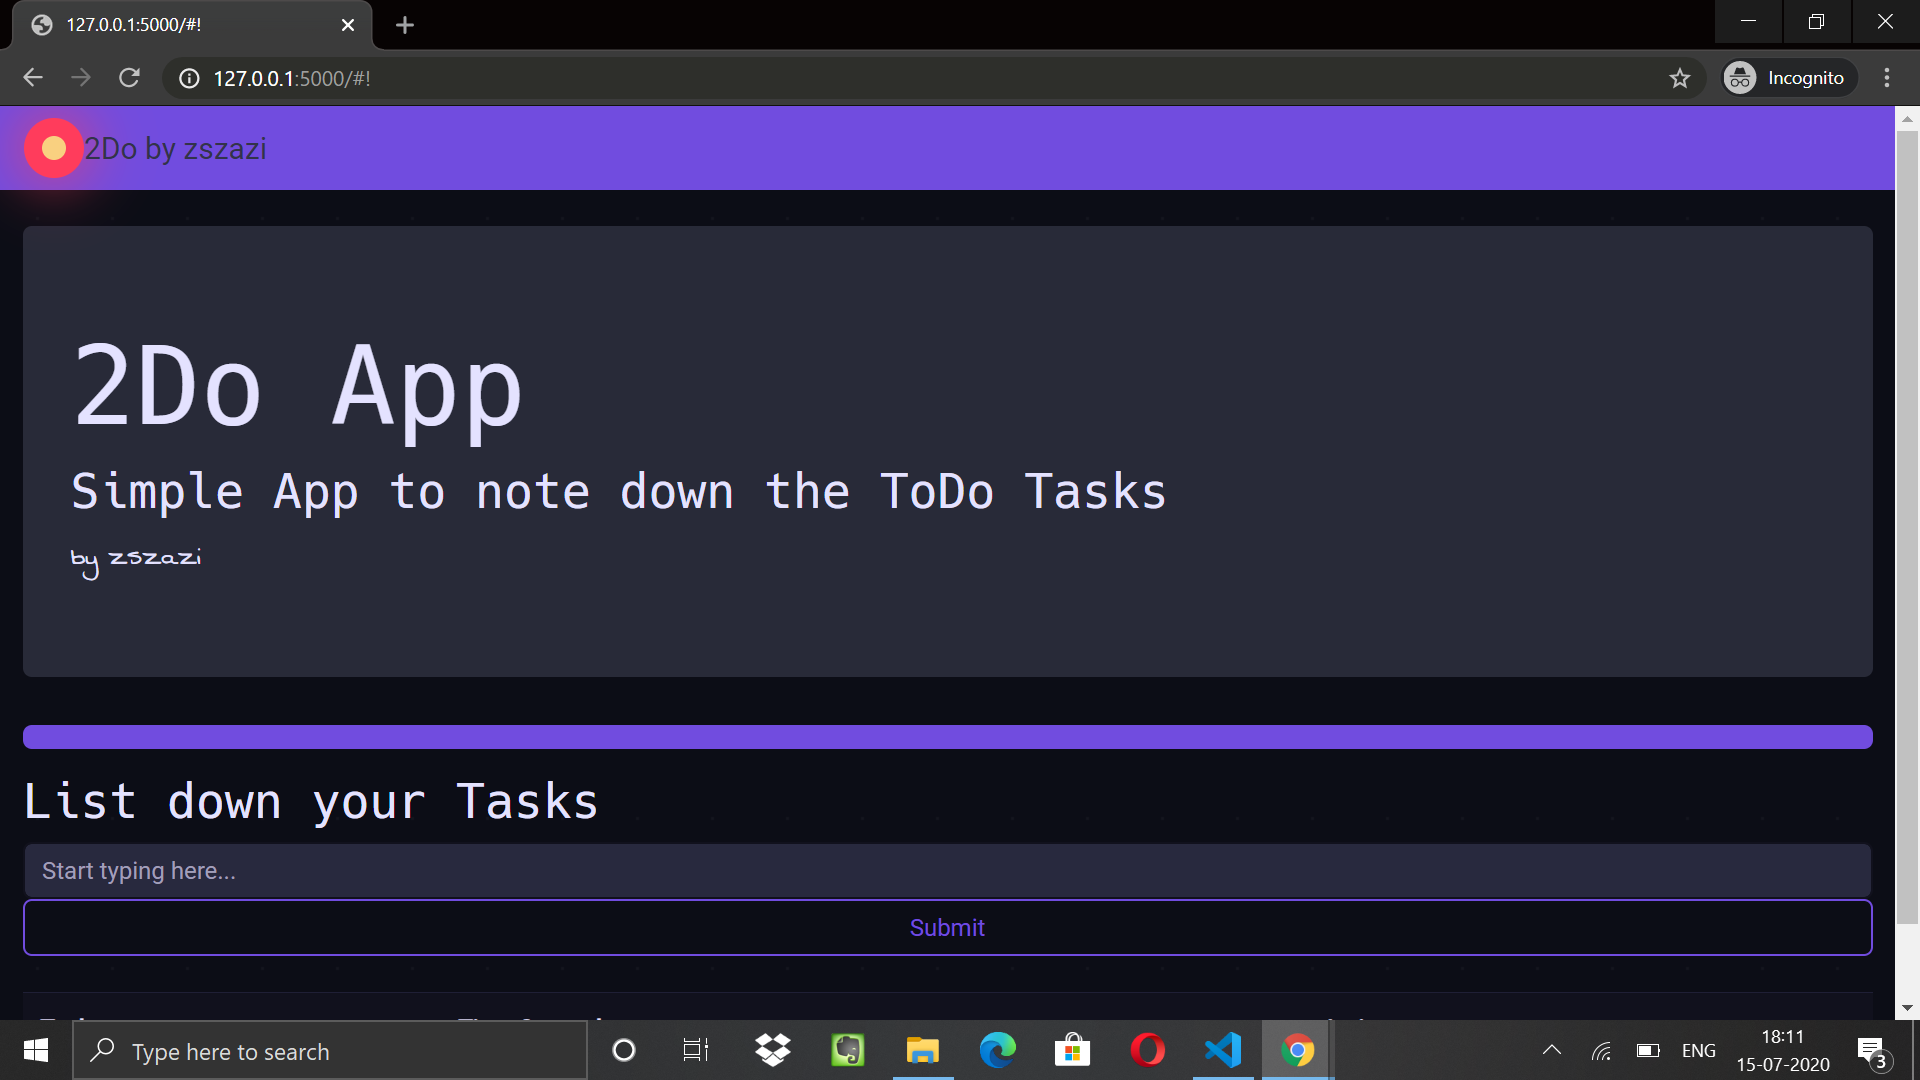 127.0.0.1:5000/#!
127.0.0.1:5000/#!
Incognito
2Do by zszazi
2Do App
Simple App to note down the ToDo Tasks
by zszazi
List down your Tasks
Start typing here...
Submit
Type here to search
ENG
18:11
15-07-2020
3